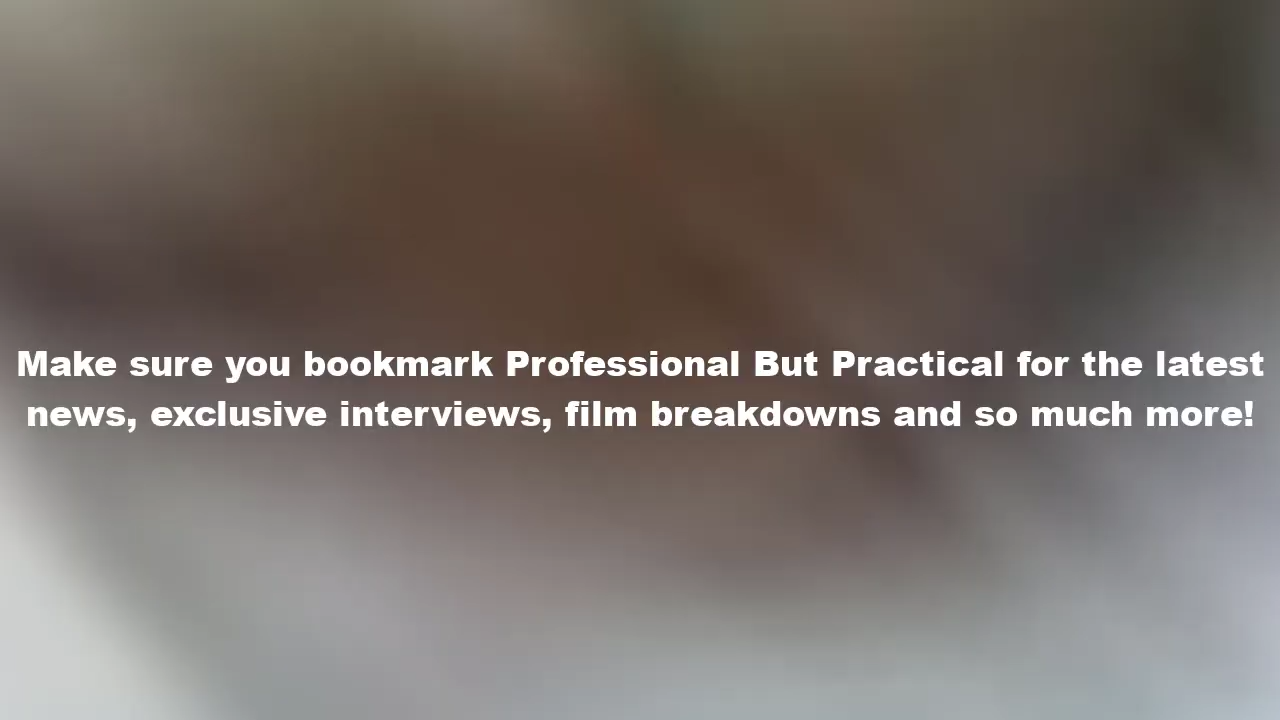 Make sure you bookmark Professional But Practical for the latest
news, exclusive interviews, film breakdowns and so much more!